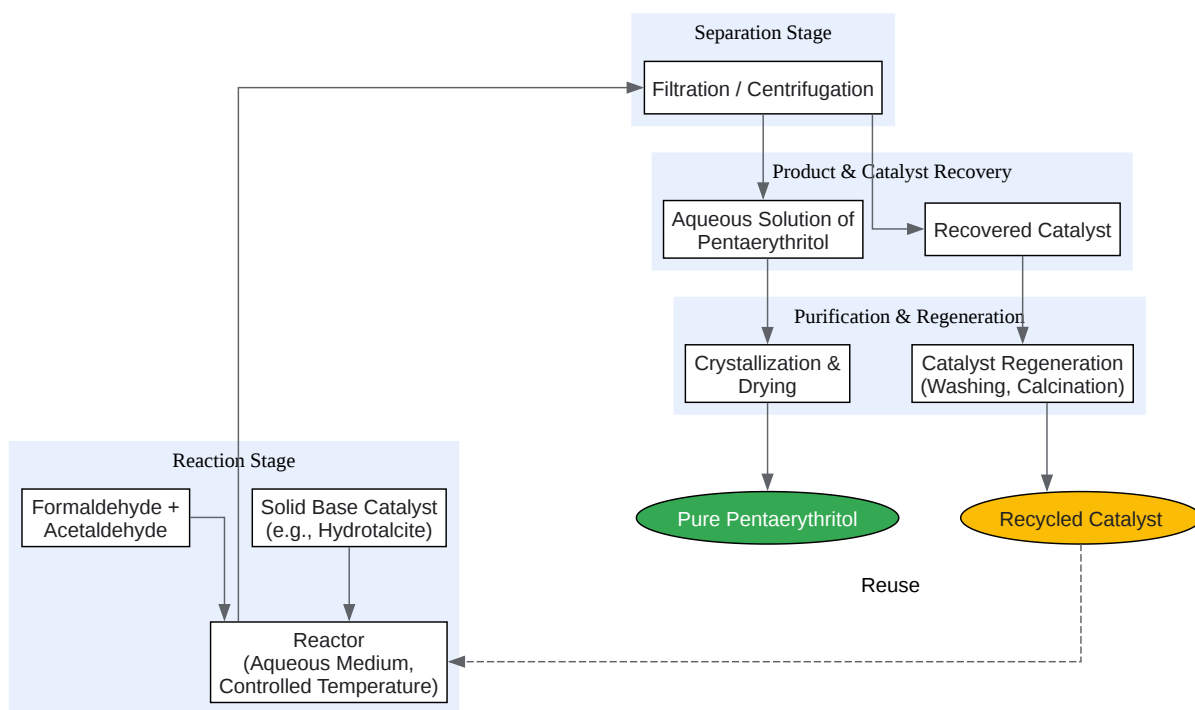 Separation Stage
Filtration / Centrifugation
Product & Catalyst Recovery
Aqueous Solution of
Pentaerythritol
Recovered Catalyst
Purification & Regeneration
Crystallization &
Drying
Catalyst Regeneration
(Washing, Calcination)
Reaction Stage
Formaldehyde +
Acetaldehyde
Solid Base Catalyst
(e.g., Hydrotalcite)
Pure Pentaerythritol
Recycled Catalyst
Reuse
Reactor
(Aqueous Medium,
Controlled Temperature)